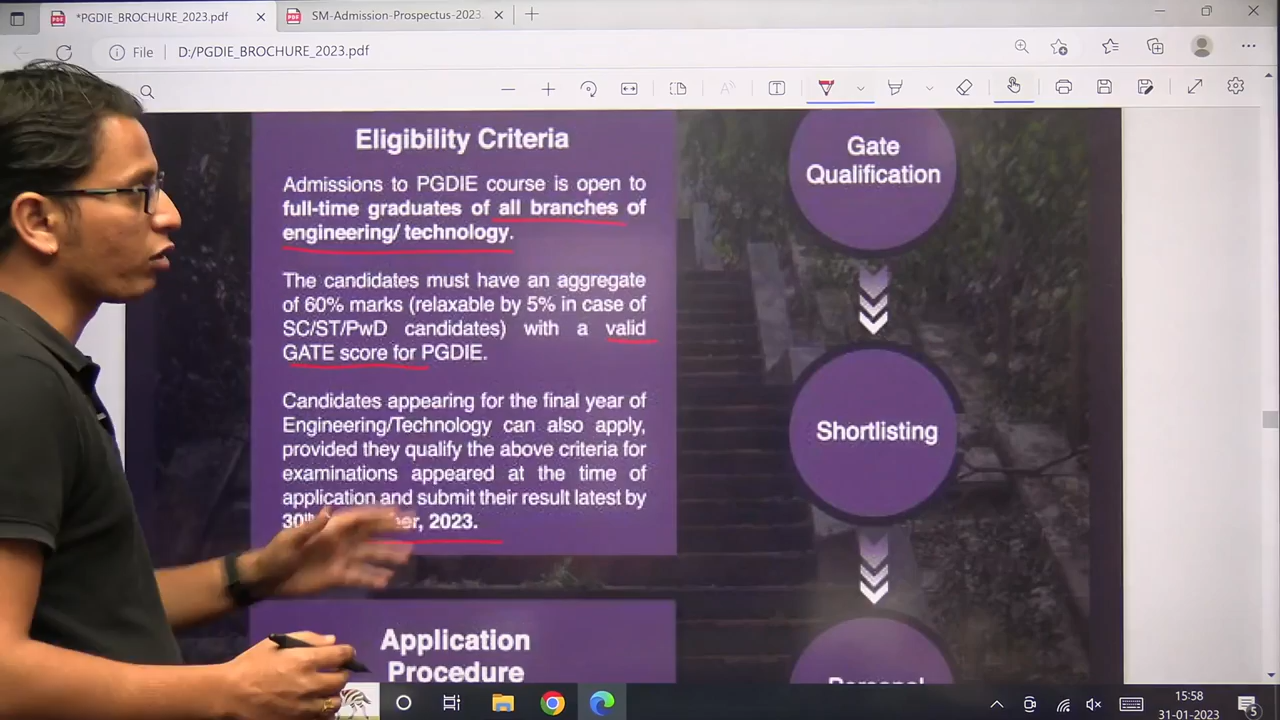 *PGDIE_BROCHURE_2023.pdf
SM-Admission-Prospectus-2023
File
D:/PGDIE_BROCHURE_2023.pdf
Eligibility Criteria
Admissions to PGDIE course is open to
full-time graduates of all branches of
engineering/ technology.
The candidates must have an aggregate
of 60% marks (relaxable by 5% in case of
SC/ST/PwD candidates) with a valid
GATE score for PGDIE.
Candidates appearing for the final year of
Engineering/Technology can also apply,
provided they qualify the above criteria for
examinations appeared at the time of
application and submit their result latest by
30th 2023.
Application
Procedure
Gate
Qualification
Shortlisting
15:58
31-01-2023
5